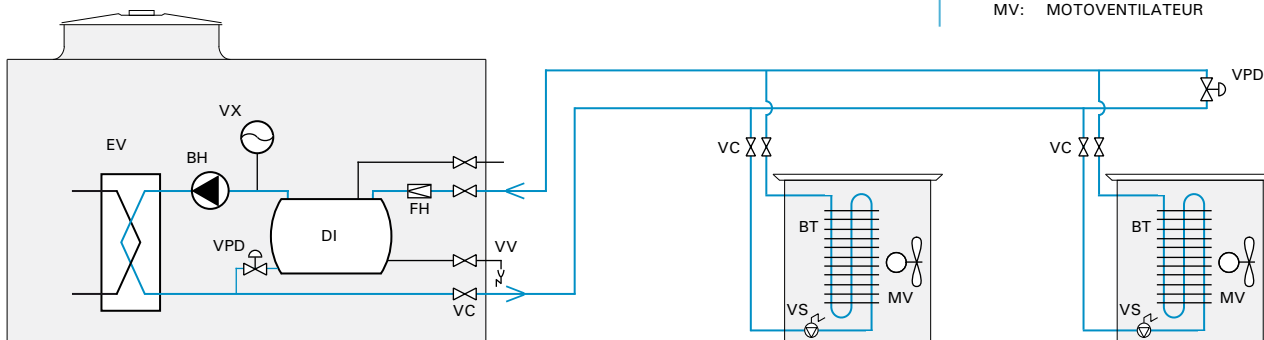 MV: MOTOVENTILATEUR
VPD
VX
EV
BH
VC
VC
FH
BT
BT
DI
VPD
VV
MV
MV
VC
VS
VS